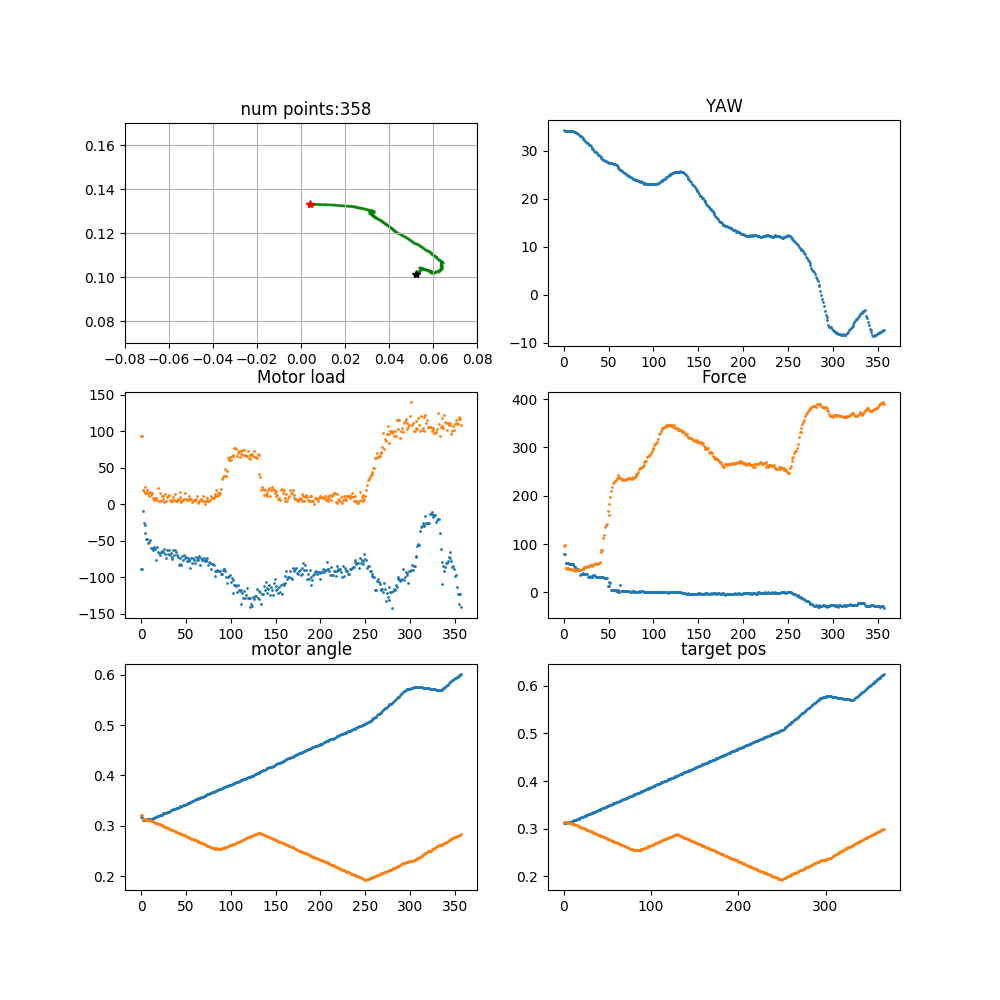 num points:358
0.16
0.14
0.12
0.10
0.08
−0.08 −0.06 −0.04 −0.02 0.00 0.02 0.04 0.06 0.08
YAW
30
20
10
0
−10
0 50 100 150 200 250 300 350
Motor load
150
100
50
0
−50
−100
−150
0 50 100 150 200 250 300 350
Force
400
300
200
100
0
0 50 100 150 200 250 300 350
motor angle
0.6
0.5
0.4
0.3
0.2
0 50 100 150 200 250 300 350
target pos
0.6
0.5
0.4
0.3
0.2
0 100 200 300